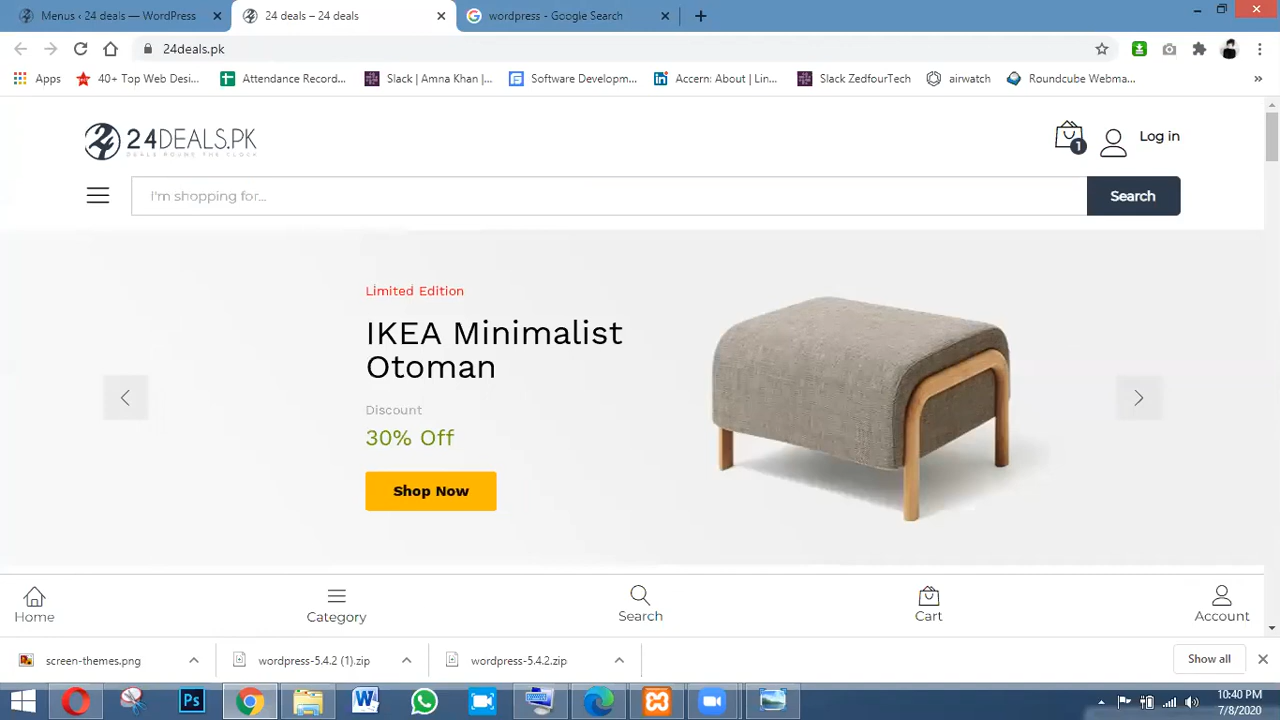 Menus ‹ 24 deals — WordPress
24 deals – 24 deals
wordpress - Google Search
24deals.pk
Apps
40+ Top Web Desi...
Attendance Record...
Slack | Amna Khan |...
Software Developm...
Accern: About | Lin...
Slack ZedfourTech
airwatch
Roundcube Webma...
»
24DEALS.PK
DEALS ROUND THE CLOCK
1
Log in
I'm shopping for...
Search
Limited Edition
IKEA Minimalist
Otoman
Discount
30% Off
Shop Now
Home
Category
Search
Cart
Account
screen-themes.png
wordpress-5.4.2 (1).zip
wordpress-5.4.2.zip
Show all
Ps
10:40 PM
7/8/2020